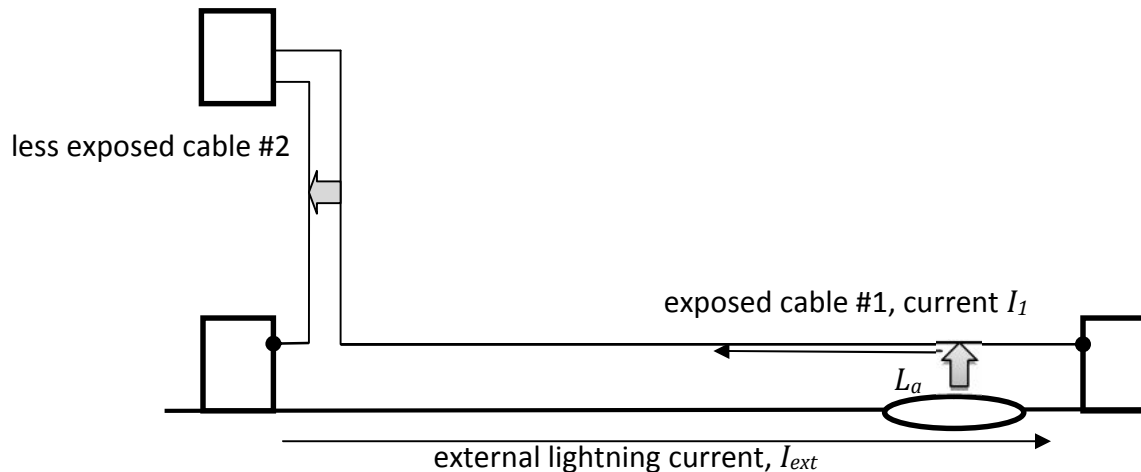 less exposed cable #2
exposed cable #1, current I₁
Lₐ
external lightning current, Iₑₓₜ